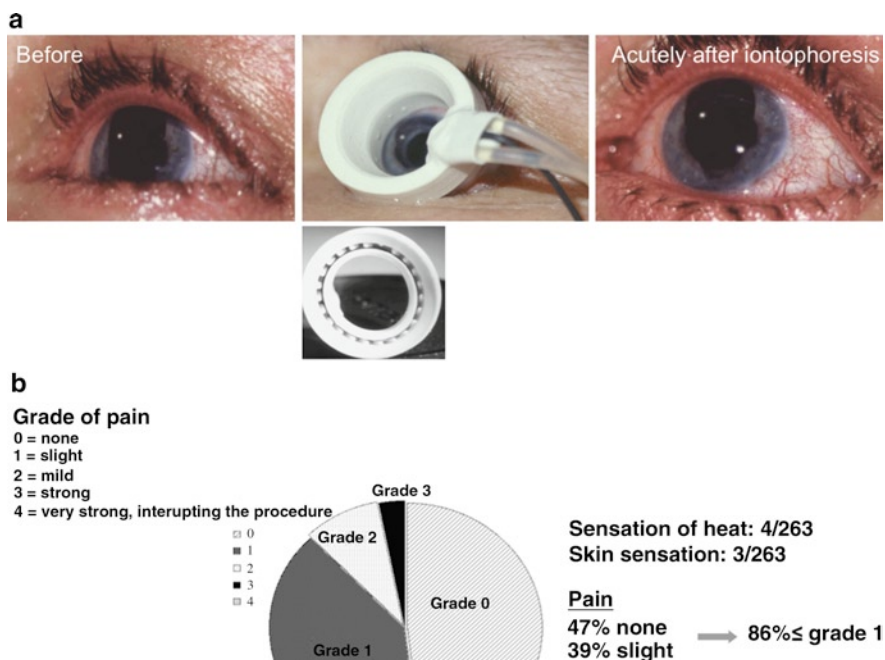 a
Before
Acutely after iontophoresis
b
Grade of pain
0 = none
1 = slight
2 = mild
3 = strong
4 = very strong, interupting the procedure
0
1
2
3
4
Grade 3
Grade 2
Grade 0
Grade 1
Sensation of heat: 4/263
Skin sensation: 3/263
Pain
47% none
39% slight
86%≤ grade 1